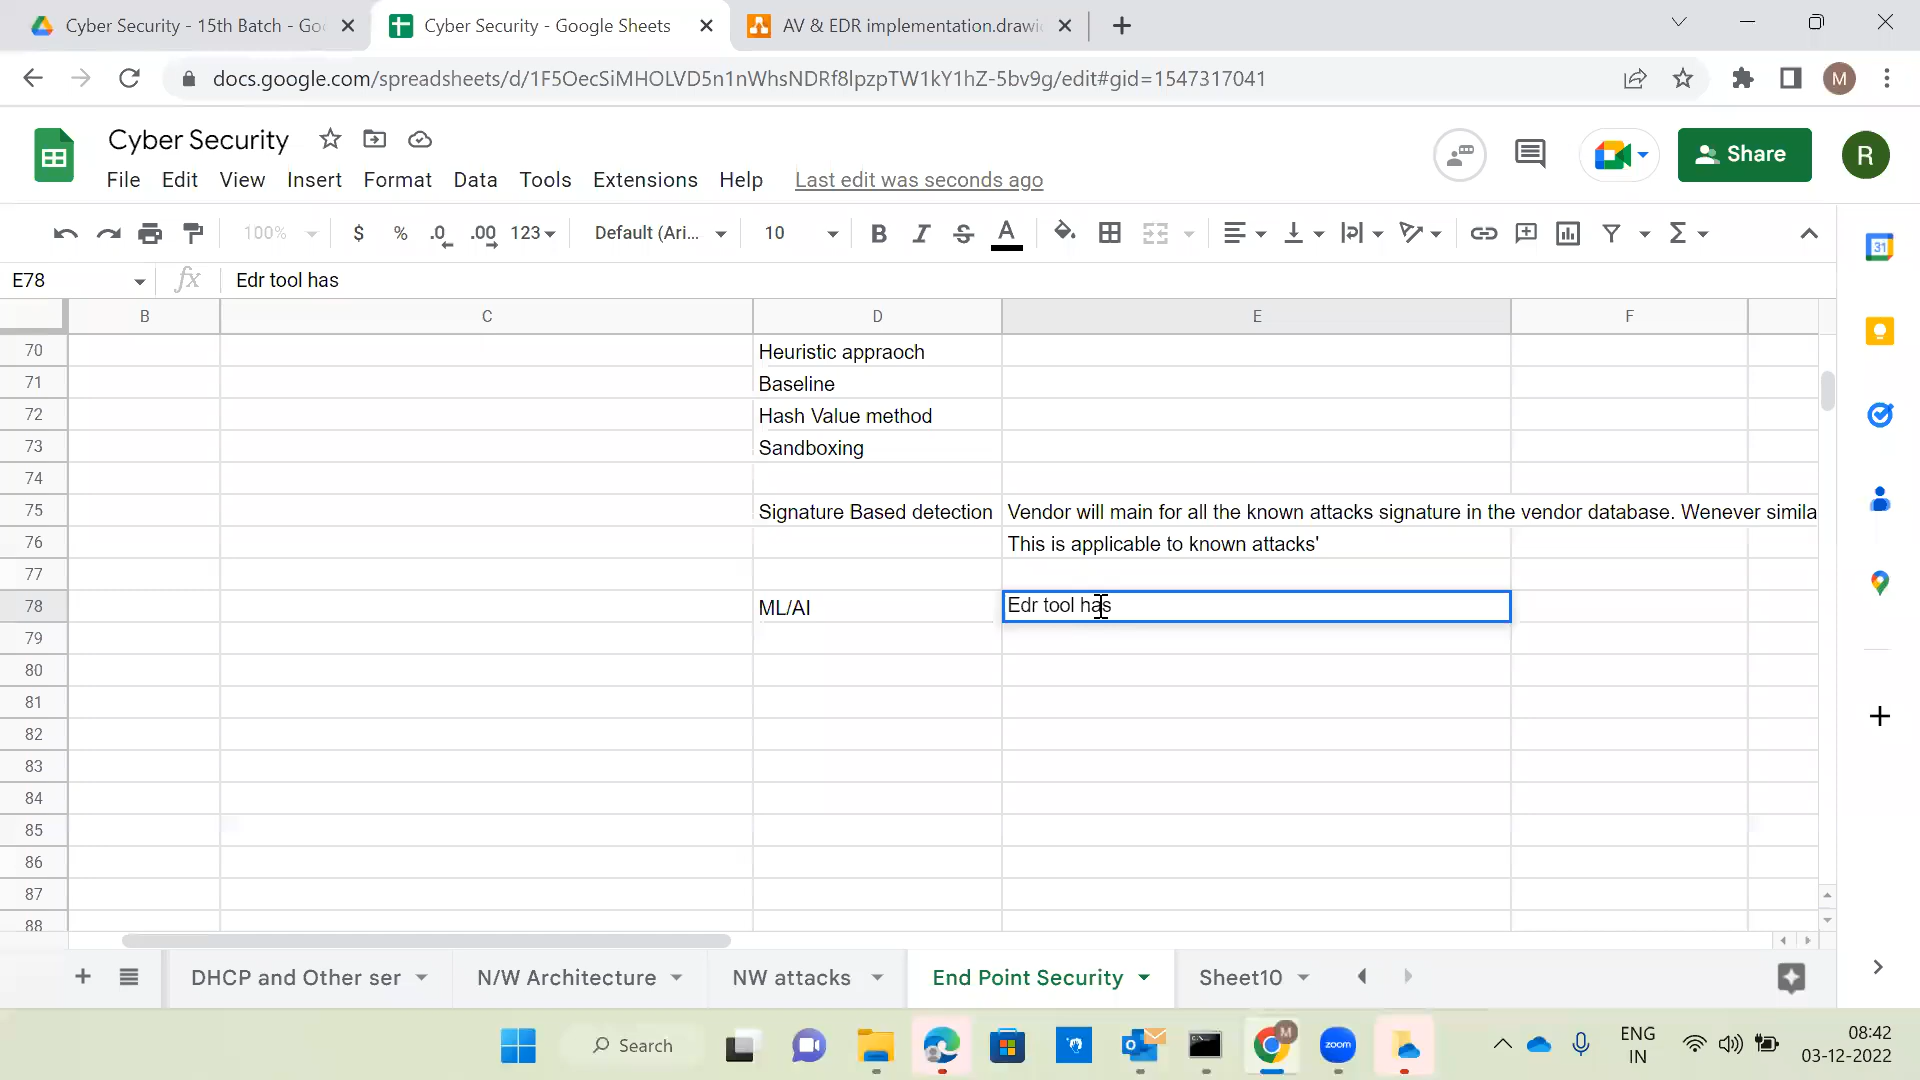 Cyber Security - 15th Batch - Go
Cyber Security - Google Sheets
AV & EDR implementation.drawi
docs.google.com/spreadsheets/d/1F5OecSiMHOLVD5n1nWhsNDRf8lpzpTW1kY1hZ-5bv9g/edit#gid=1547317041
M
Cyber Security
Share
R
File Edit View Insert Format Data Tools Extensions Help Last edit was seconds ago
100% $ % .0 .00 123 Default (Ari... 10 B I S A
31
E78 fx Edr tool has
B C D E F
70 Heuristic appraoch
71 Baseline
72 Hash Value method
73 Sandboxing
74
75 Signature Based detection Vendor will main for all the known attacks signature in the vendor database. Wenever simila
76 This is applicable to known attacks'
77
78 ML/AI Edr tool has
79
80
81
82
83
84
85
86
87
88
DHCP and Other ser N/W Architecture NW attacks End Point Security Sheet10
Search
zoom
M
ENG
IN
08:42
03-12-2022